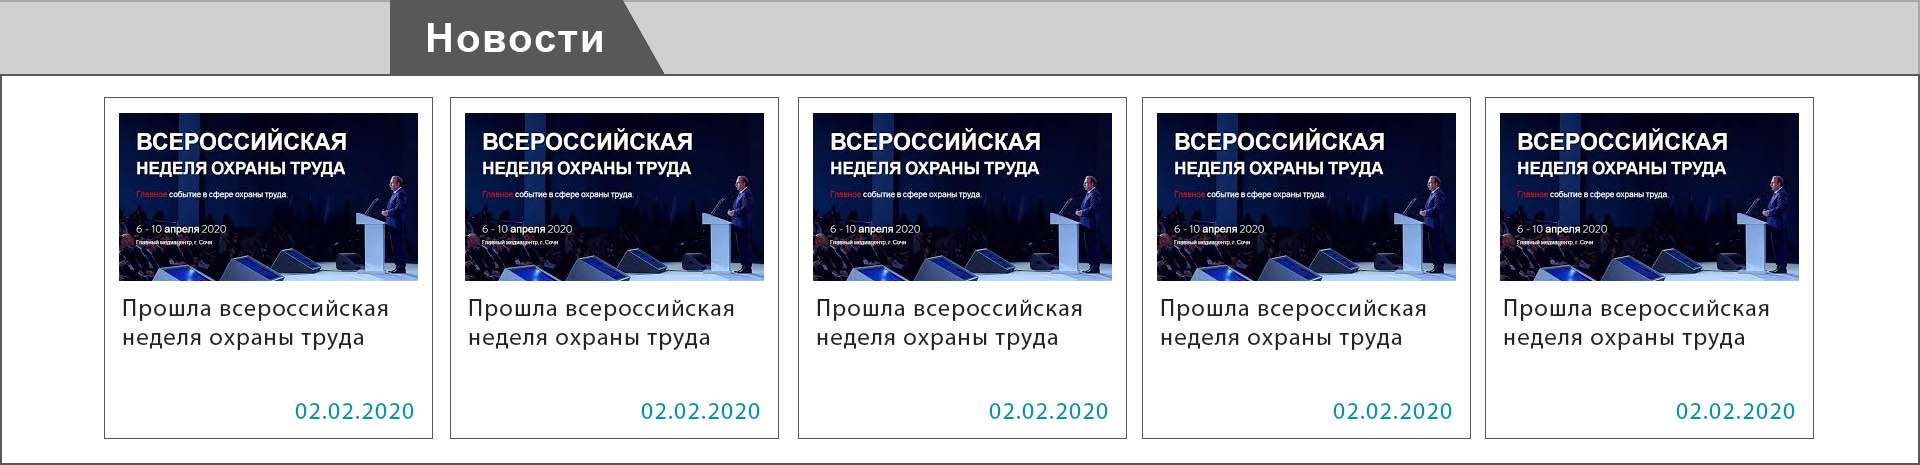 Новости
ВСЕРОССИЙСКАЯ
НЕДЕЛЯ ОХРАНЫ ТРУДА
Главное событие в сфере охраны труда.
6 - 10 апреля 2020
Главный медиацентр, г. Сочи
Прошла всероссийская
неделя охраны труда
02.02.2020
ВСЕРОССИЙСКАЯ
НЕДЕЛЯ ОХРАНЫ ТРУДА
Главное событие в сфере охраны труда.
6 - 10 апреля 2020
Главный медиацентр, г. Сочи
Прошла всероссийская
неделя охраны труда
02.02.2020
ВСЕРОССИЙСКАЯ
НЕДЕЛЯ ОХРАНЫ ТРУДА
Главное событие в сфере охраны труда.
6 - 10 апреля 2020
Главный медиацентр, г. Сочи
Прошла всероссийская
неделя охраны труда
02.02.2020
ВСЕРОССИЙСКАЯ
НЕДЕЛЯ ОХРАНЫ ТРУДА
Главное событие в сфере охраны труда.
6 - 10 апреля 2020
Главный медиацентр, г. Сочи
Прошла всероссийская
неделя охраны труда
02.02.2020
ВСЕРОССИЙСКАЯ
НЕДЕЛЯ ОХРАНЫ ТРУДА
Главное событие в сфере охраны труда.
6 - 10 апреля 2020
Главный медиацентр, г. Сочи
Прошла всероссийская
неделя охраны труда
02.02.2020